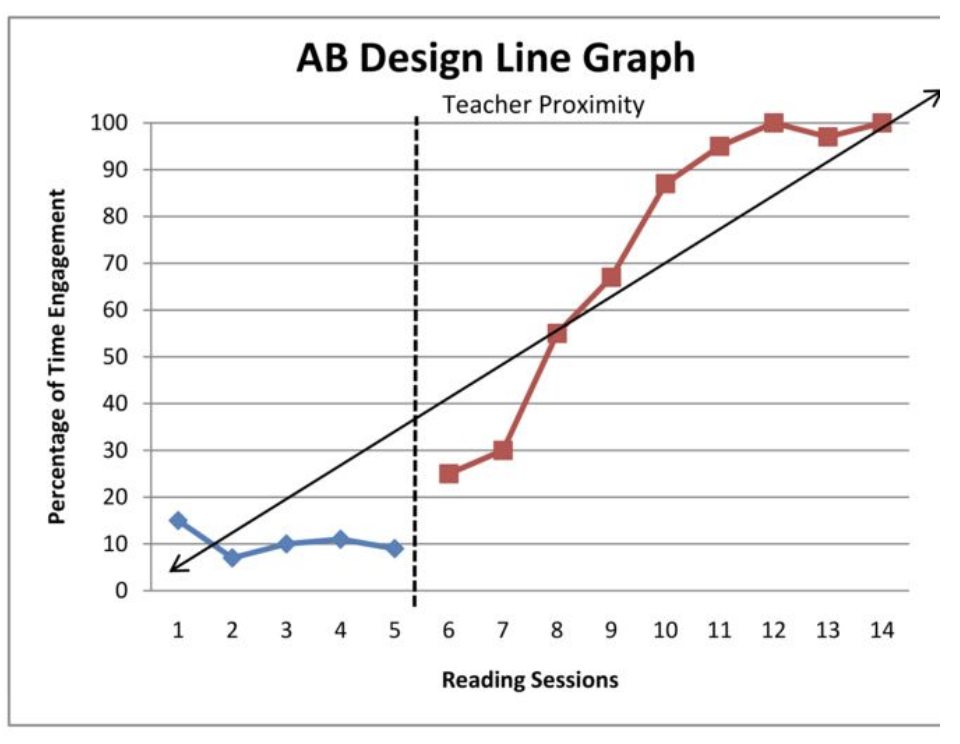 AB Design Line Graph
Teacher Proximity
100
90
80
70
60
50
40
30
20
10
0
Percentage of Time Engagement
1 2 3 4 5 6 7 8 9 10 11 12 13 14
Reading Sessions